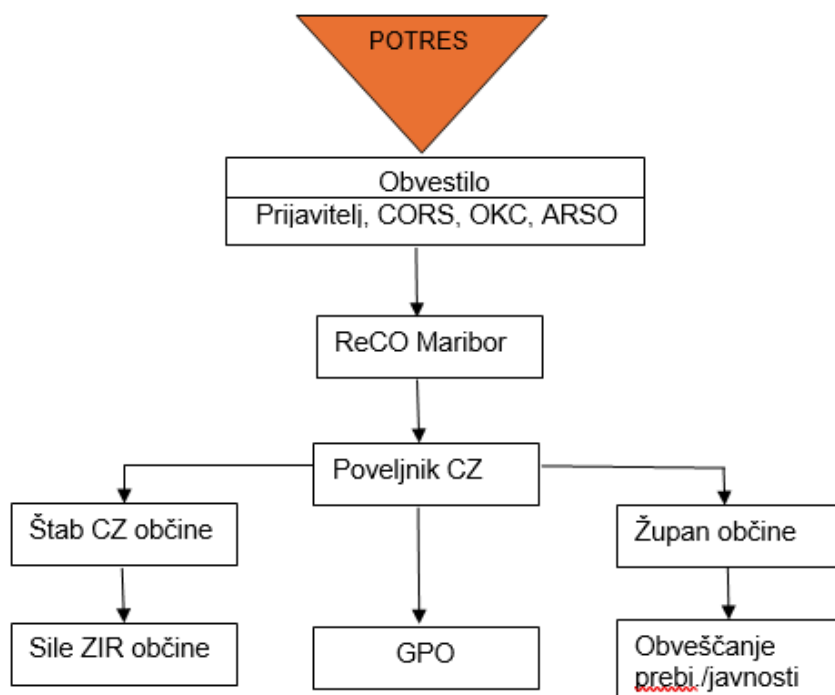 POTRES
Obvestilo
Prijavitelj, CORS, OKC, ARSO
ReCO Maribor
Poveljnik CZ
Štab CZ občine
Župan občine
Sile ZIR občine
GPO
Obveščanje
prebi./javnosti